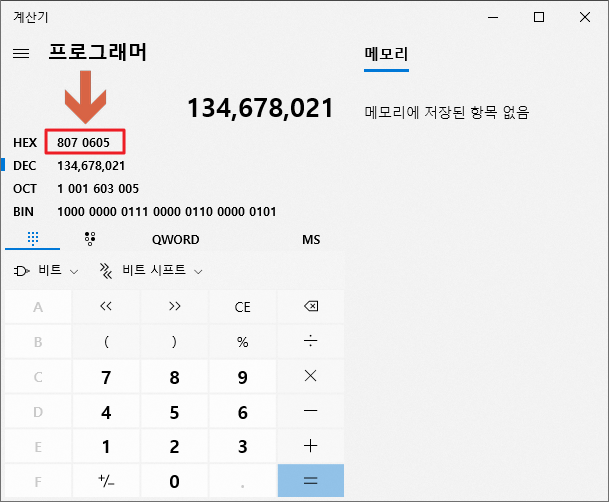 계산기
프로그래머
메모리
134,678,021
메모리에 저장된 항목 없음
HEX 807 0605
DEC 134,678,021
OCT 1 001 603 005
BIN 1000 0000 0111 0000 0110 0000 0101
QWORD MS
비트 비트 시프트
A << >> CE
B ( ) % ÷
C 7 8 9 ×
D 4 5 6 −
E 1 2 3 +
F +/− 0 . =